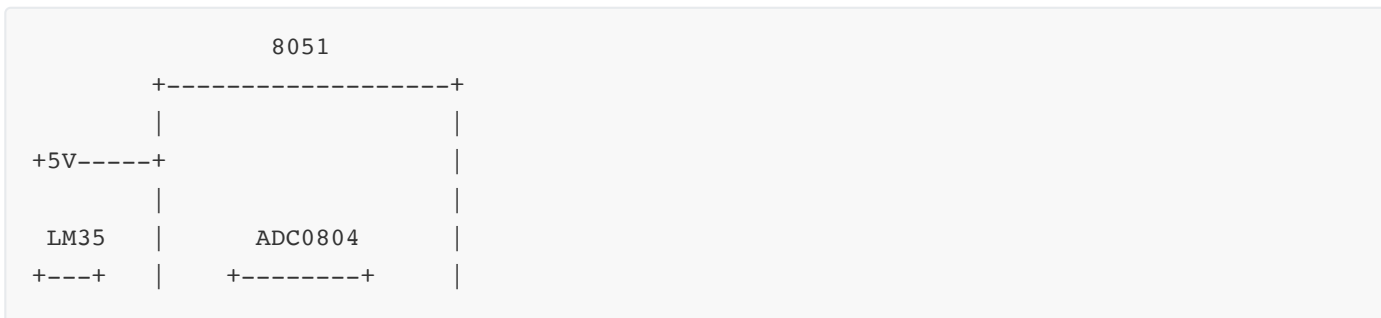 8051
+-------------------+
|                   |
+5V-----+                   |
|                   |
LM35   |      ADC0804      |
+---+   |    +--------+     |